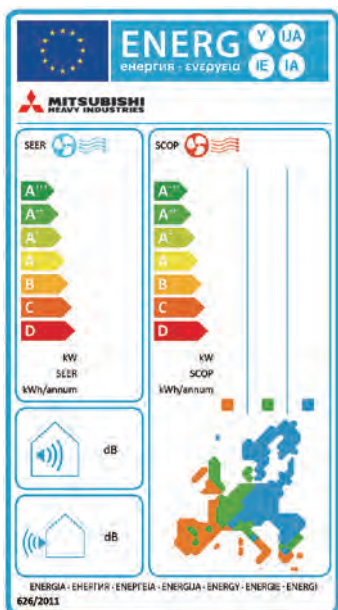 ENERG
Y IJA
IE IA
енергия · ενεργεια
MITSUBISHI
HEAVY INDUSTRIES
SEER
A+++
A++
A+
A
B
C
D
kW
SEER
kWh/annum
SCOP
A+++
A++
A+
A
B
C
D
kW
SCOP
kWh/annum
dB
dB
ENERGIA · ЕНЕРГИЯ · ΕΝΕΡΓΕΙΑ · ENERGIJA · ENERGY · ENERGIE · ENERGI
626/2011